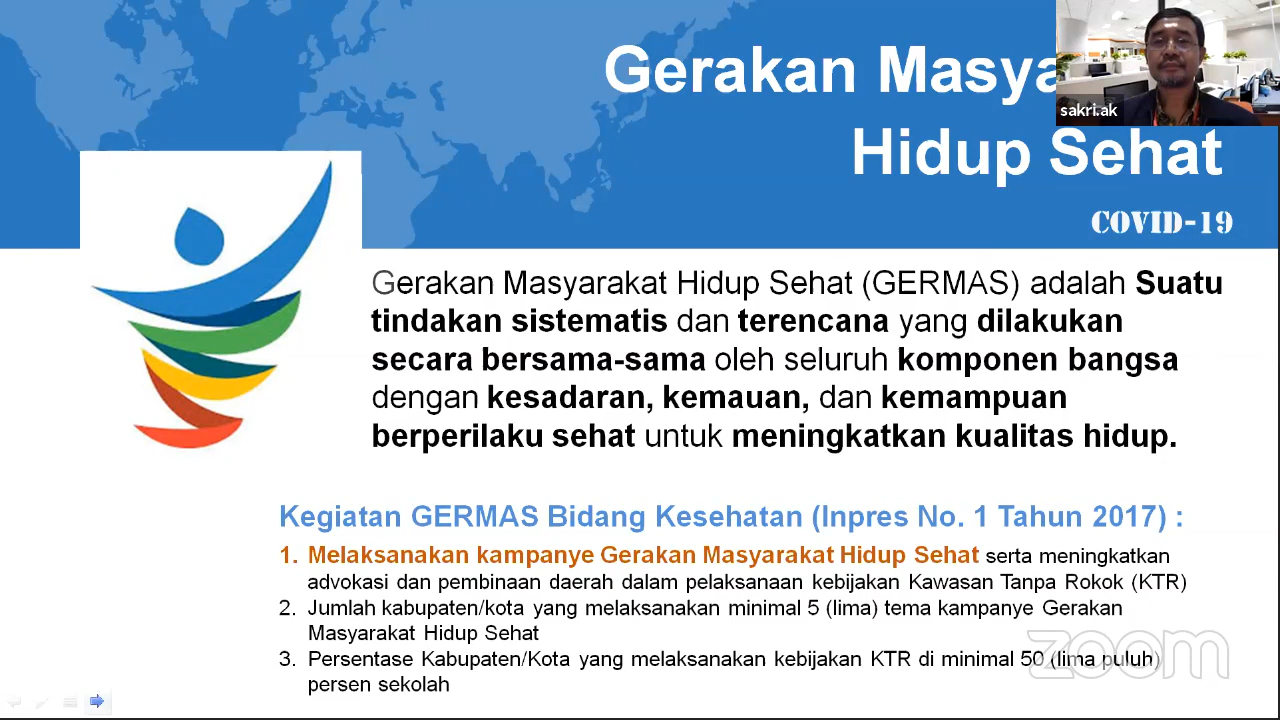 Gerakan Masya
sakri.ak
Hidup Sehat
COVID-19
Gerakan Masyarakat Hidup Sehat (GERMAS) adalah Suatu
tindakan sistematis dan terencana yang dilakukan
secara bersama-sama oleh seluruh komponen bangsa
dengan kesadaran, kemauan, dan kemampuan
berperilaku sehat untuk meningkatkan kualitas hidup.
Kegiatan GERMAS Bidang Kesehatan (Inpres No. 1 Tahun 2017) :
1. Melaksanakan kampanye Gerakan Masyarakat Hidup Sehat serta meningkatkan
advokasi dan pembinaan daerah dalam pelaksanaan kebijakan Kawasan Tanpa Rokok (KTR)
2. Jumlah kabupaten/kota yang melaksanakan minimal 5 (lima) tema kampanye Gerakan
Masyarakat Hidup Sehat
3. Persentase Kabupaten/Kota yang melaksanakan kebijakan KTR di minimal 50 (lima puluh)
persen sekolah
zoom